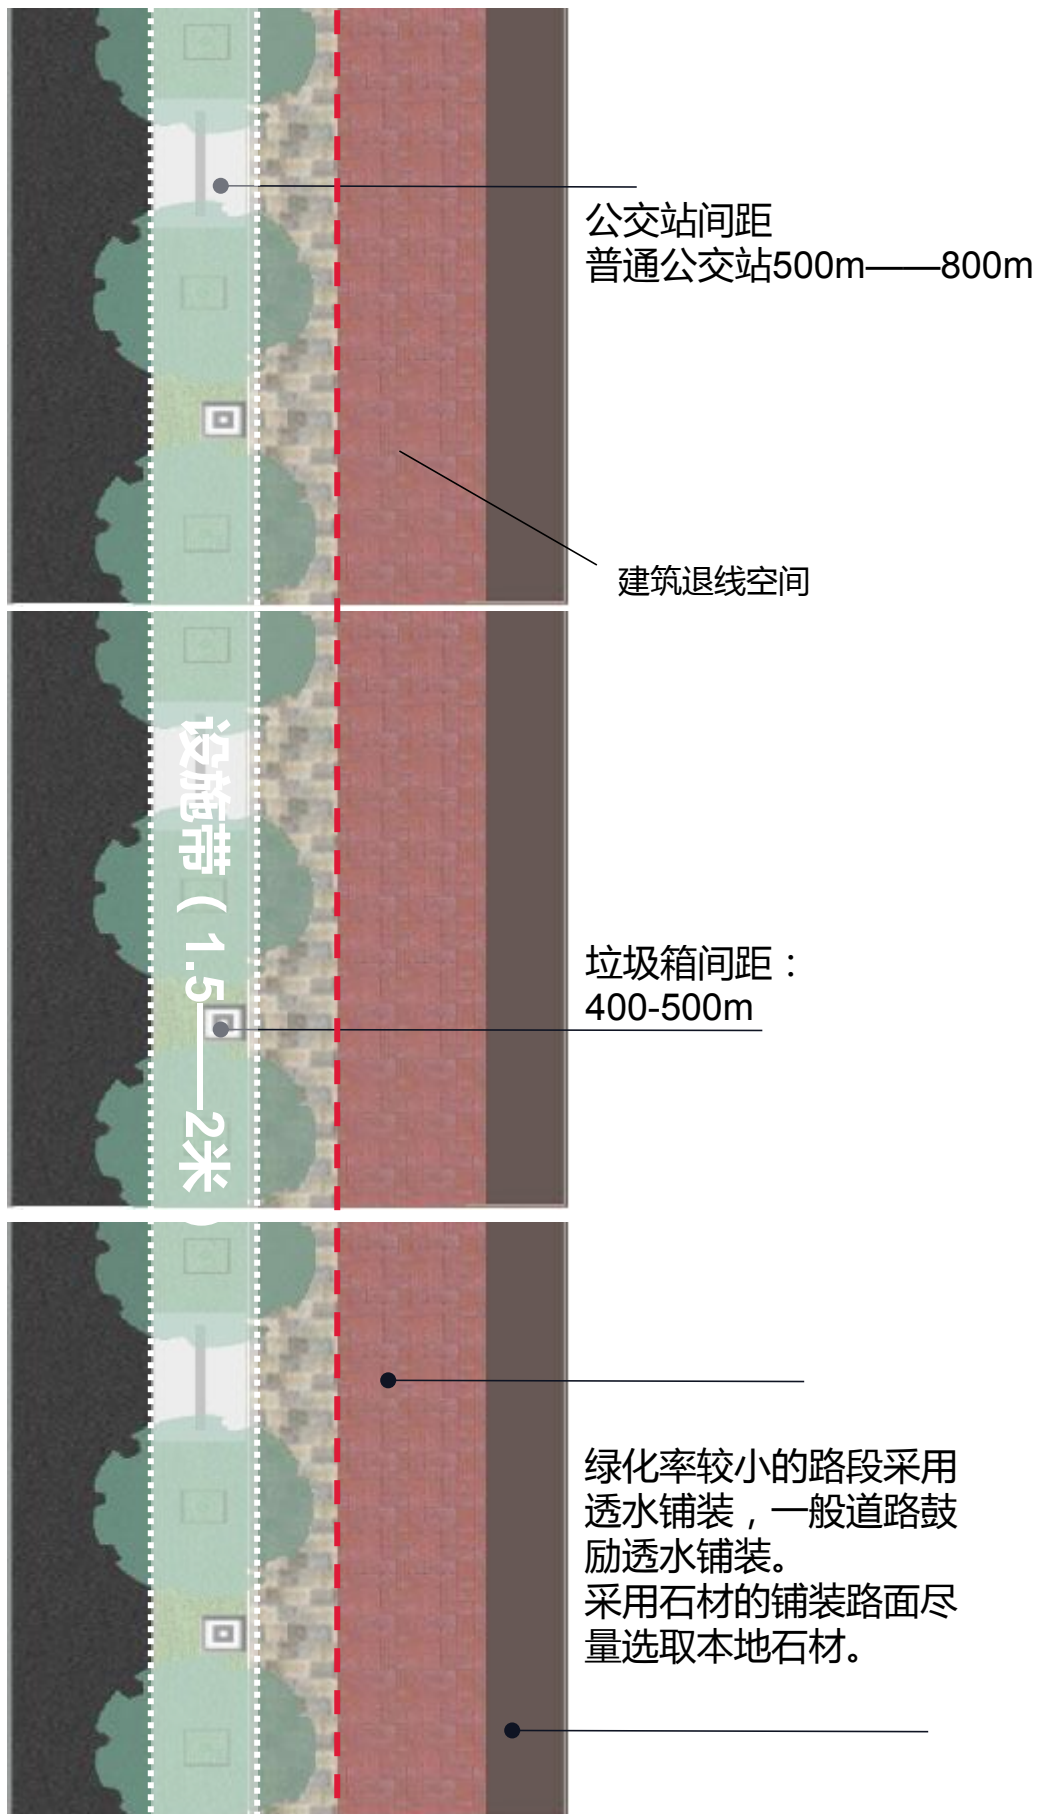 公交站间距
普通公交站500m——800m
建筑退线空间
设施带（1.5——2米）
垃圾箱间距：
400-500m
绿化率较小的路段采用
透水铺装，一般道路鼓
励透水铺装。
采用石材的铺装路面尽
量选取本地石材。